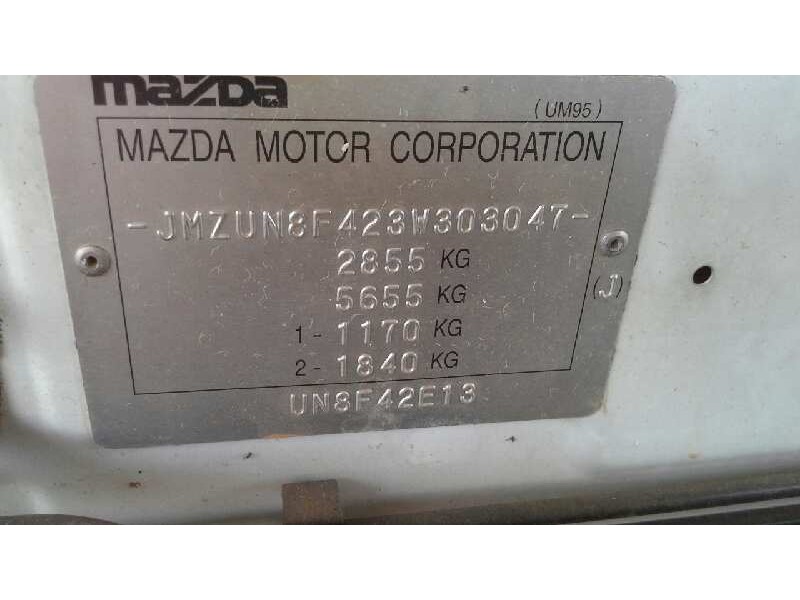 mazda
(UM95)
MAZDA MOTOR CORPORATION
-JMZUN8F423W303047-
2855 KG
5655 KG
(J)
1- 1170 KG
2- 1840 KG
UN8F42E13